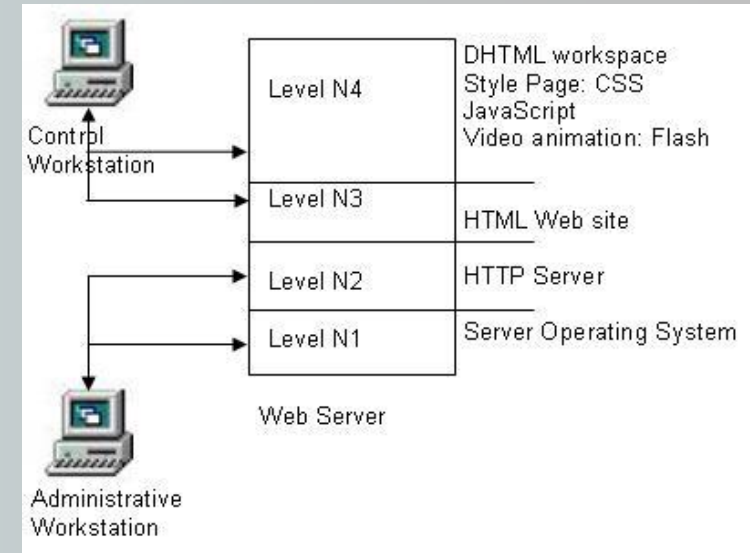 Control
Workstation
Level N4
DHTML workspace
Style Page: CSS
JavaScript
Video animation: Flash
Level N3
HTML Web site
Level N2
HTTP Server
Level N1
Server Operating System
Web Server
Administrative
Workstation